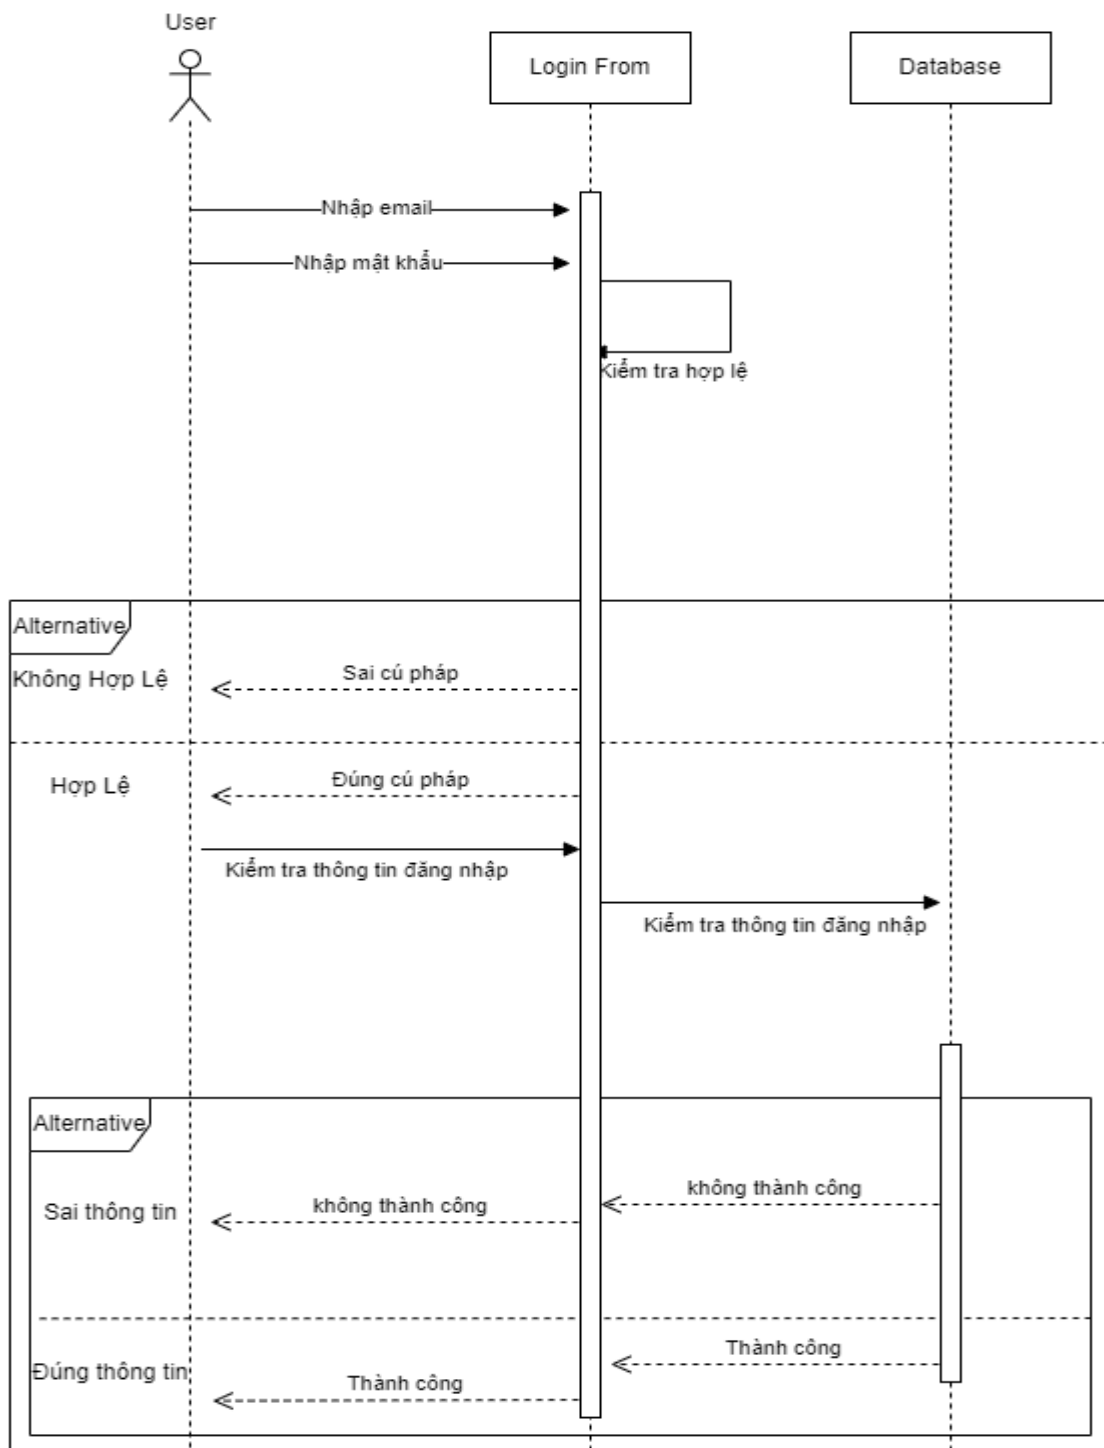 User
Login From
Database
Nhập email
Nhập mật khẩu
Kiểm tra hợp lệ
Alternative
Không Hợp Lệ
Sai cú pháp
Hợp Lệ
Đúng cú pháp
Kiểm tra thông tin đăng nhập
Kiểm tra thông tin đăng nhập
Alternative
không thành công
Sai thông tin
không thành công
Thành công
Đúng thông tin
Thành công